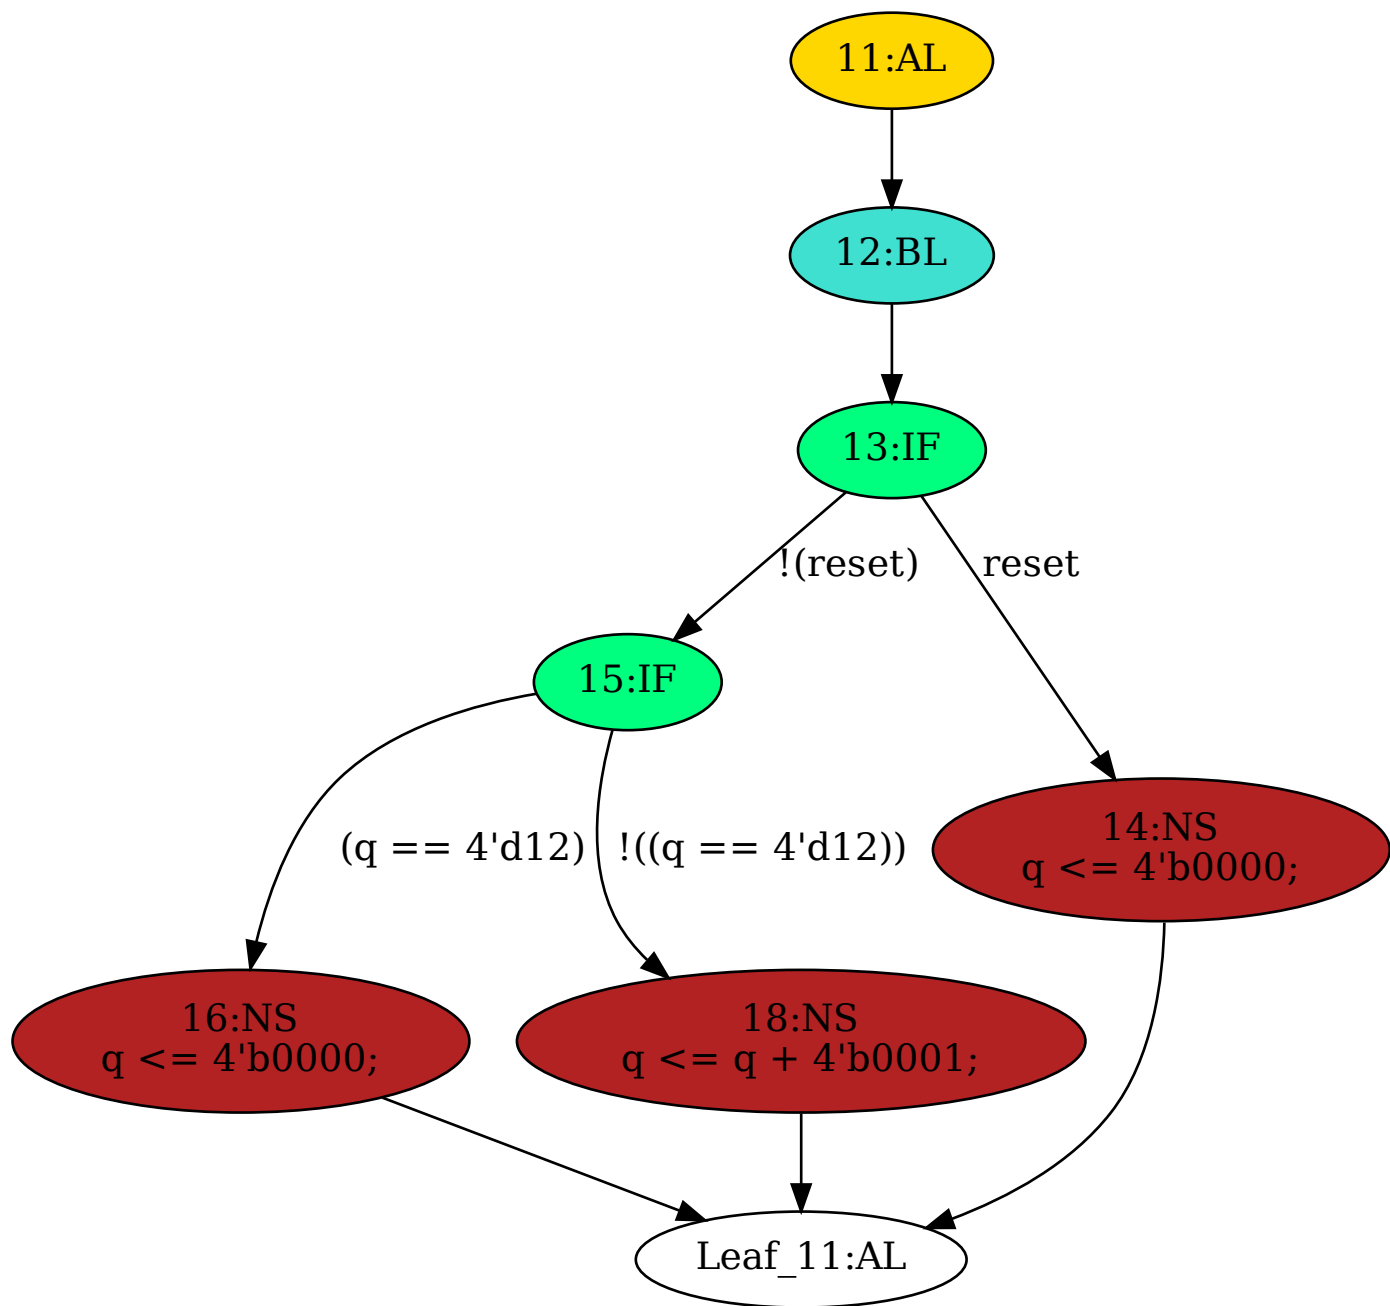 11:AL
12:BL
13:IF
!(reset)
reset
15:IF
(q == 4'd12)
!((q == 4'd12))
14:NS
q <= 4'b0000;
16:NS
q <= 4'b0000;
18:NS
q <= q + 4'b0001;
Leaf_11:AL